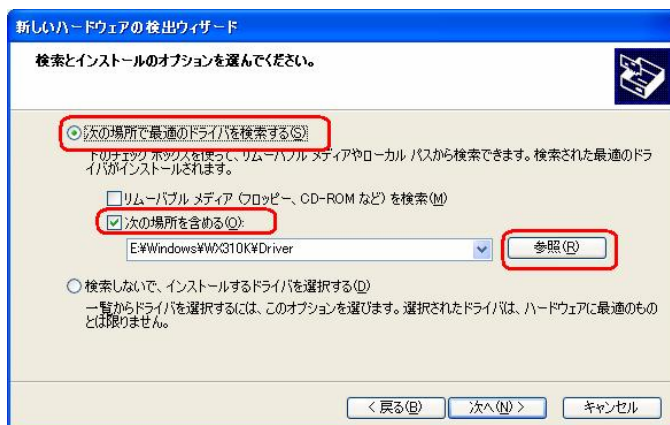 新しいハードウェアの検出ウィザード
検索とインストールのオプションを選んでください。
次の場所で最適のドライバを検索する(S)
下のチェック ボックスを使って、リムーバブル メディアやローカル パスから検索できます。検索された最適のドラ
イバがインストールされます。
リムーバブル メディア (フロッピー、CD-ROM など) を検索(M)
次の場所を含める(O):
E:¥Windows¥WX310K¥Driver
参照(R)
検索しないで、インストールするドライバを選択する(D)
一覧からドライバを選択するには、このオプションを選びます。選択されたドライバは、ハードウェアに最適のもの
とは限りません。
< 戻る(B)
次へ(N) >
キャンセル